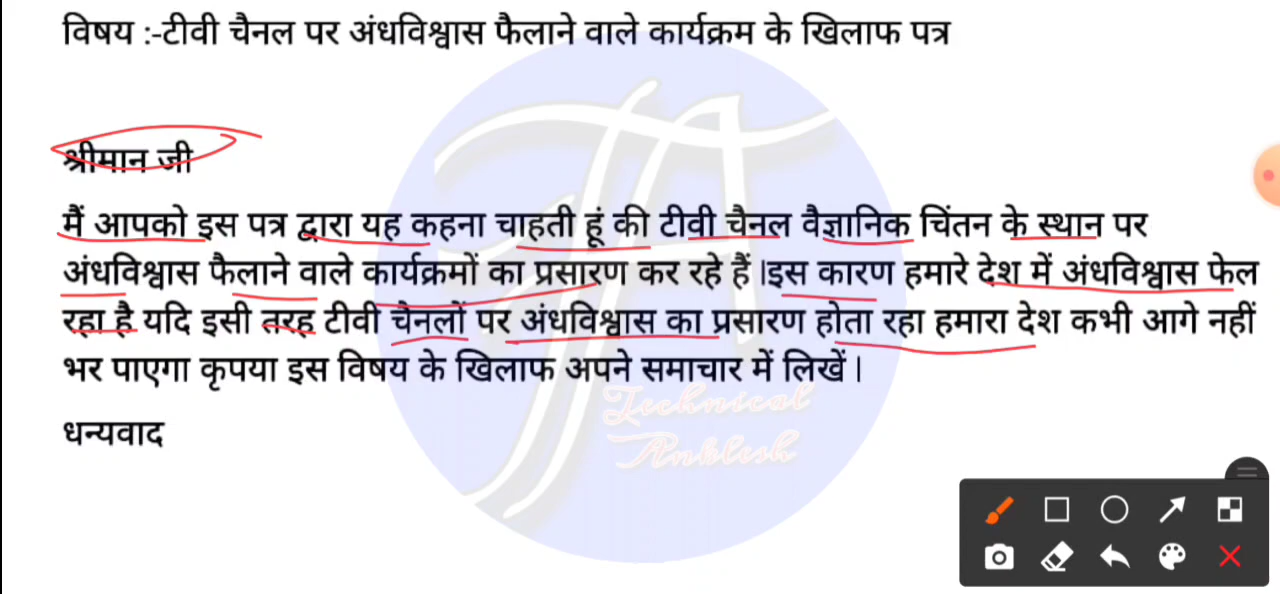 विषय :-टीवी चैनल पर अंधविश्वास फैलाने वाले कार्यक्रम के खिलाफ पत्र
श्रीमान जी
मैं आपको इस पत्र द्वारा यह कहना चाहती हूं की टीवी चैनल वैज्ञानिक चिंतन के स्थान पर
अंधविश्वास फैलाने वाले कार्यक्रमों का प्रसारण कर रहे हैं।इस कारण हमारे देश में अंधविश्वास फेल
रहा है यदि इसी तरह टीवी चैनलों पर अंधविश्वास का प्रसारण होता रहा हमारा देश कभी आगे नहीं
भर पाएगा कृपया इस विषय के खिलाफ अपने समाचार में लिखें।
Technical
Anklesh
धन्यवाद